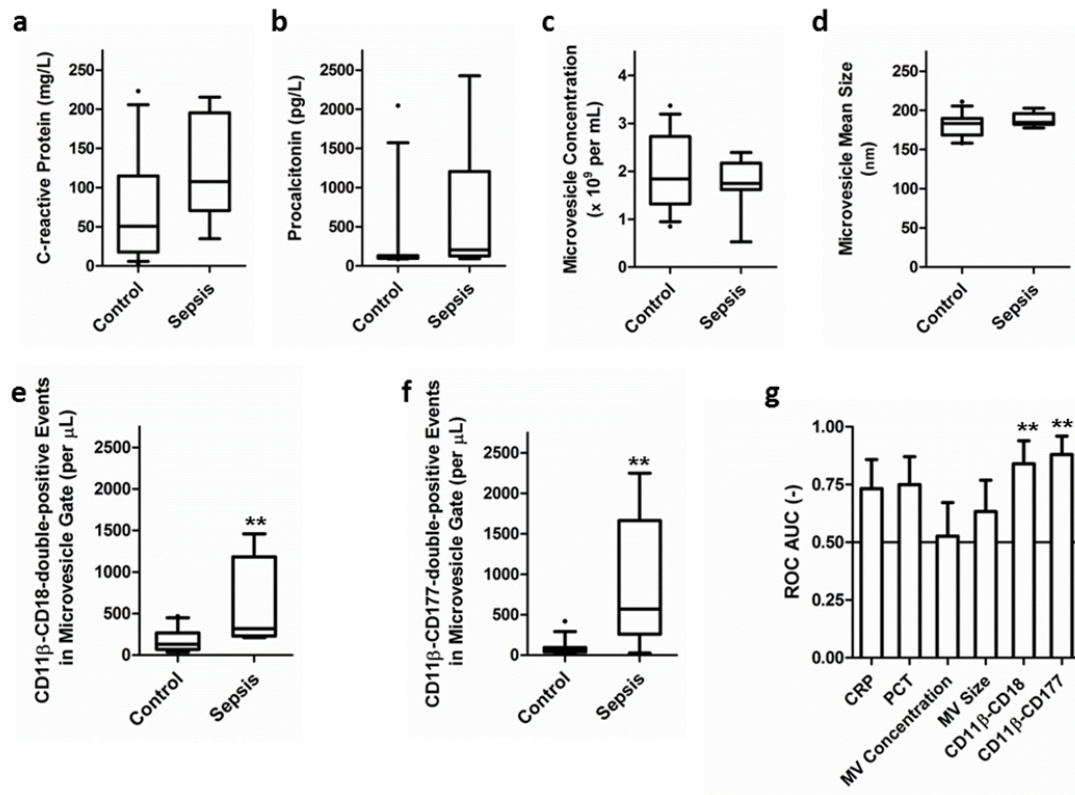 a
C-reactive Protein (mg/L)
250
200
150
100
50
0
Control
Sepsis
b
Procalcitonin (pg/L)
2500
2000
1500
1000
500
0
Control
Sepsis
c
Microvesicle Concentration
(x 10⁹ per mL)
4
3
2
1
0
Control
Sepsis
d
Microvesicle Mean Size
(nm)
250
200
150
100
50
0
Control
Sepsis
e
CD11β-CD18-double-positive Events
in Microvesicle Gate (per μL)
2500
2000
1500
1000
500
0
**
Control
Sepsis
f
CD11β-CD177-double-positive Events
in Microvesicle Gate (per μL)
2500
2000
1500
1000
500
0
**
Control
Sepsis
g
ROC AUC (-)
1.00
0.75
0.50
0.25
0.00
** **
CRP
PCT
MV Concentration
MV Size
CD11β-CD18
CD11β-CD177